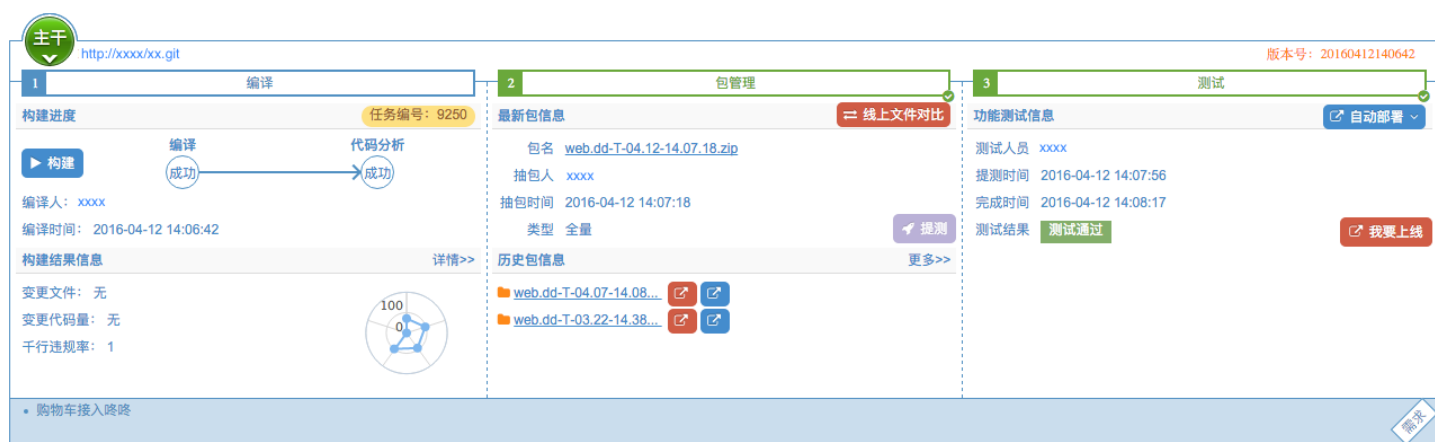 主干
http://xxxx/xx.git
版本号：20160412140642
1 编译
构建进度 任务编号：9250
构建
编译 代码分析
成功 成功
编译人：xxxx
编译时间： 2016-04-12 14:06:42
构建结果信息 详情>>
变更文件： 无
变更代码量： 无
千行违规率： 1
100
0
2 包管理
最新包信息 线上文件对比
包名 web.dd-T-04.12-14.07.18.zip
抽包人 xxxx
抽包时间 2016-04-12 14:07:18
类型 全量 提测
历史包信息 更多>>
web.dd-T-04.07-14.08...
web.dd-T-03.22-14.38...
3 测试
功能测试信息 自动部署
测试人员 xxxx
提测时间 2016-04-12 14:07:56
完成时间 2016-04-12 14:08:17
测试结果 测试通过 我要上线
购物车接入咚咚
需求